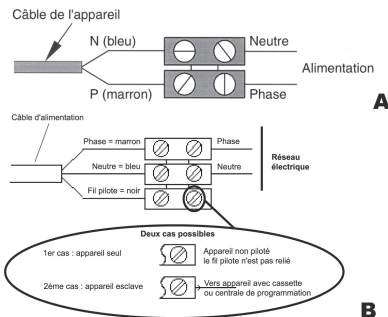 Câble de l'appareil
N (bleu)
Neutre
Alimentation
P (marron)
Phase
A
Câble d'alimentation
Phase = marron
Phase
Neutre = bleu
Neutre
Réseau
électrique
Fil pilote = noir
Deux cas possibles
1er cas : appareil seul
Appareil non piloté
le fil pilote n'est pas relié
2ème cas : appareil esclave
Vers appareil avec cassette
ou centrale de programmation
B